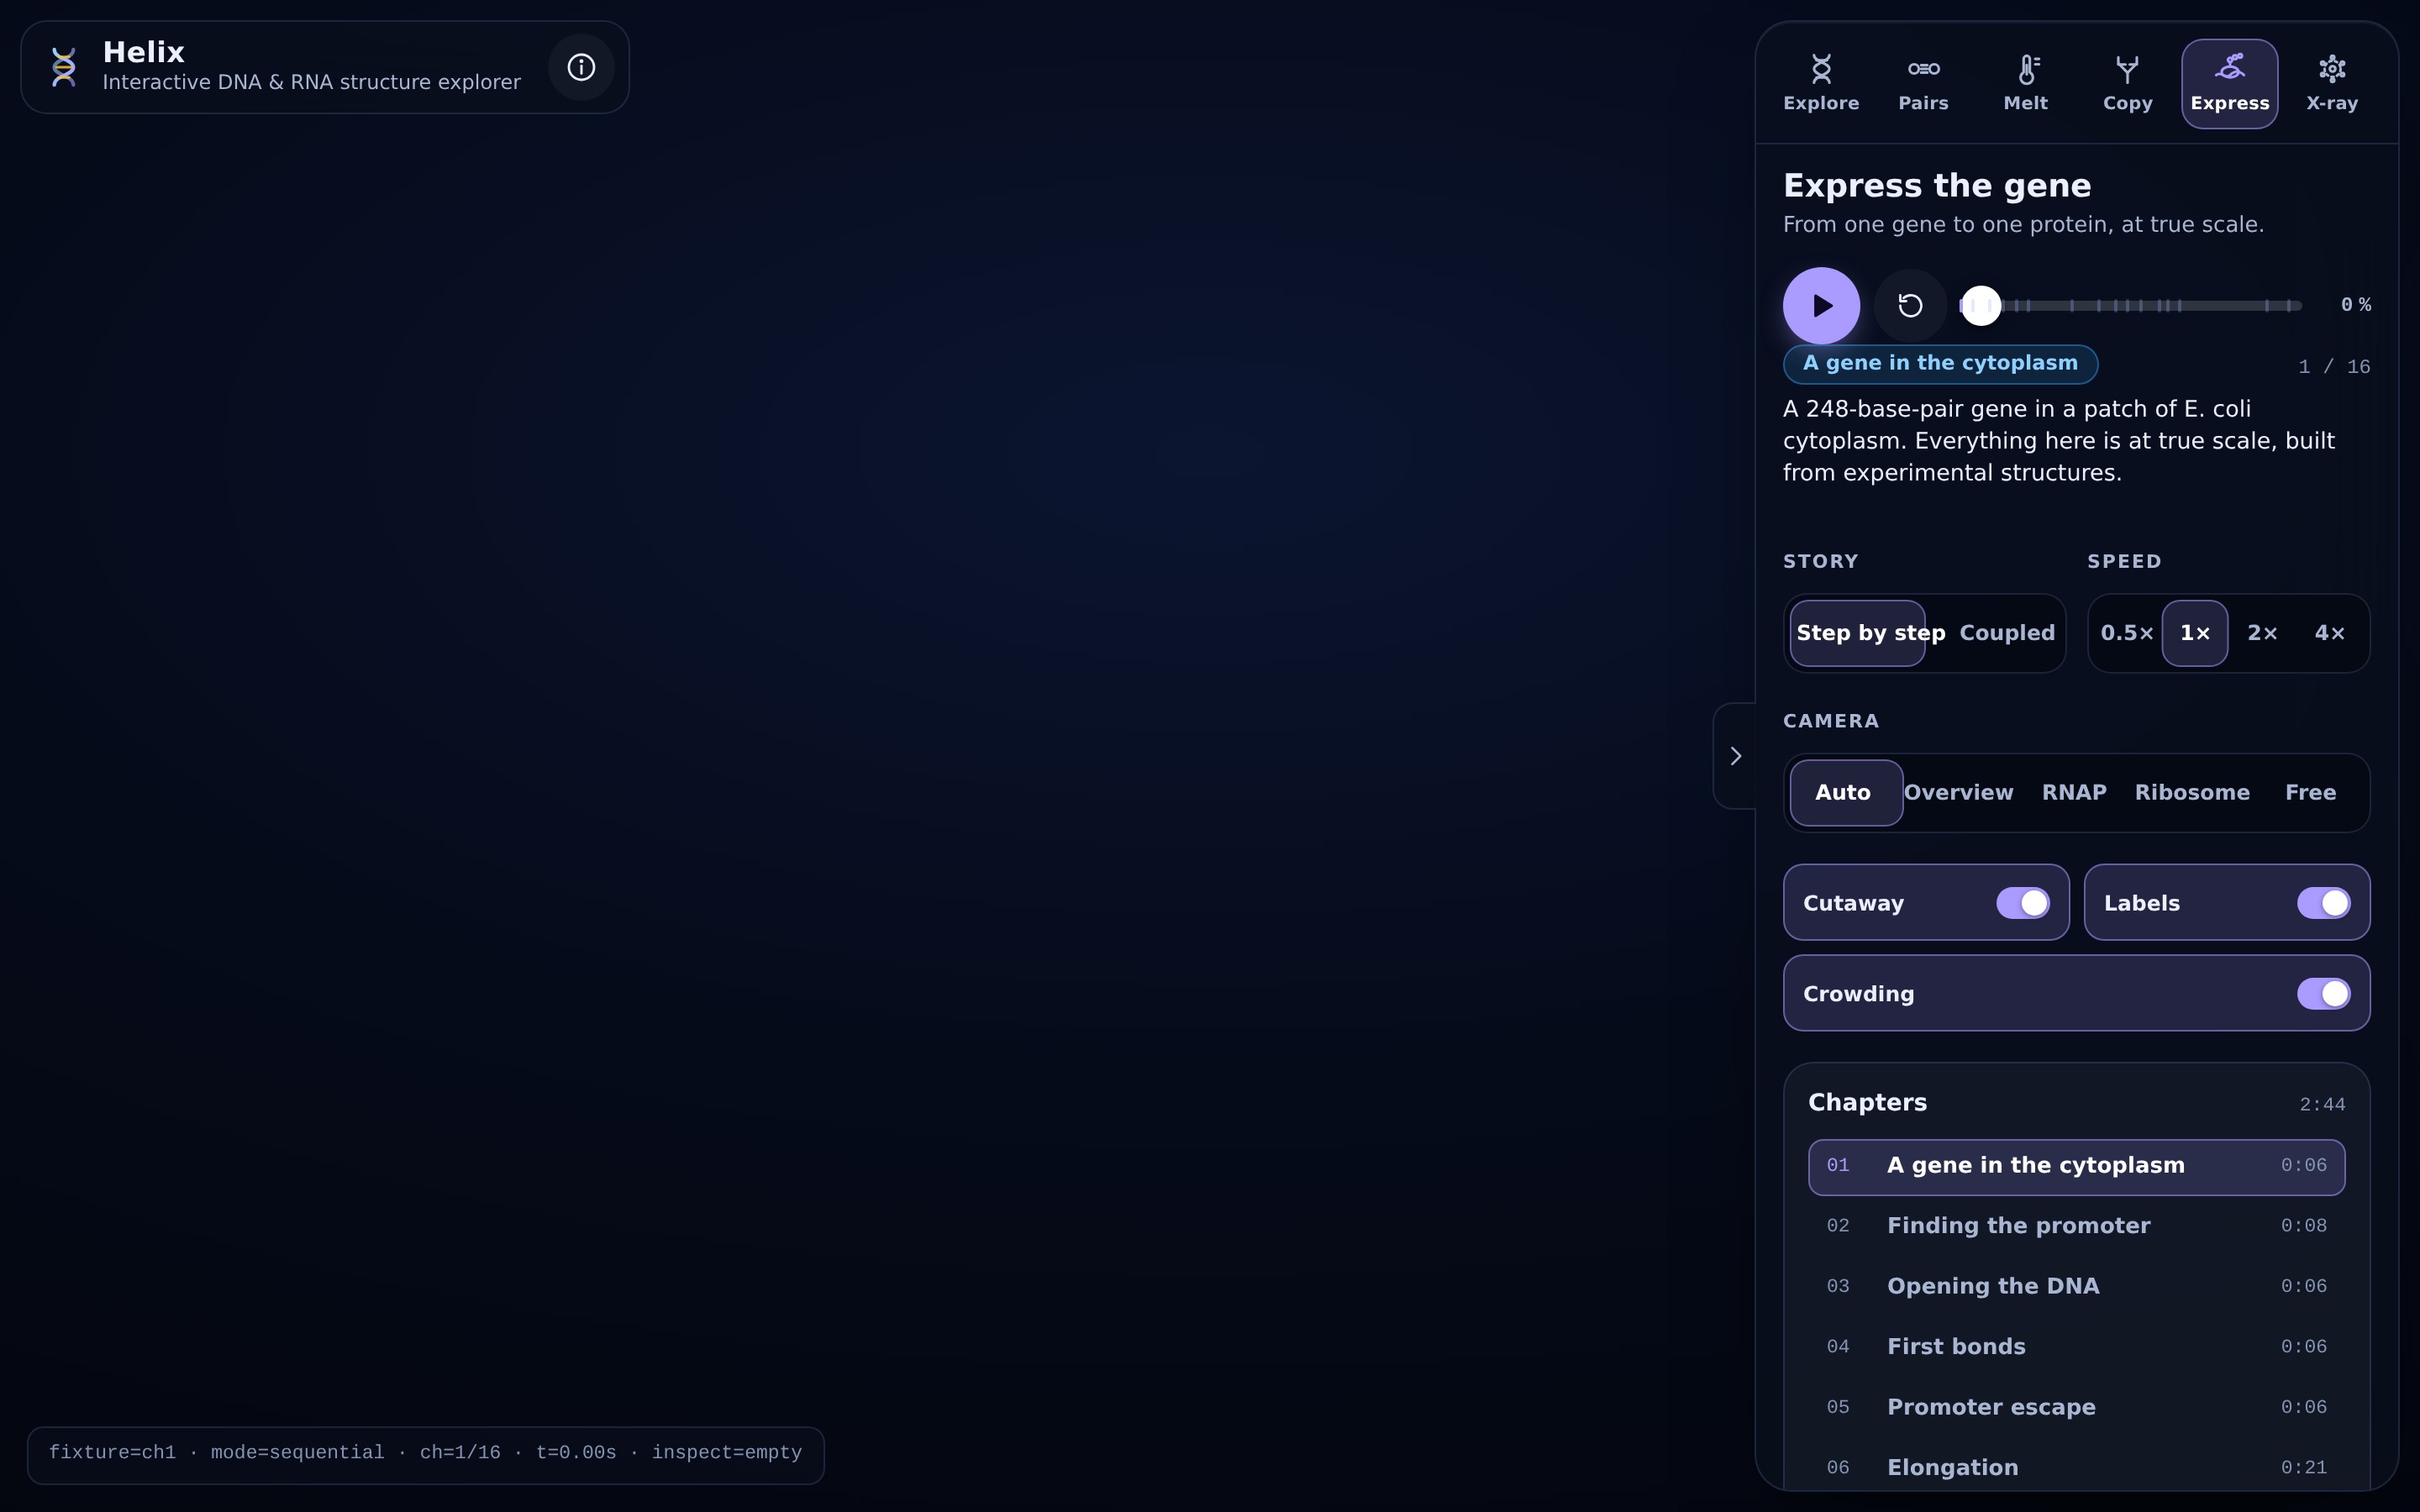 Helix
Interactive DNA & RNA structure explorer
Explore
Pairs
Melt
Copy
Express
X-ray
Express the gene
From one gene to one protein, at true scale.
0 %
A gene in the cytoplasm
1 / 16
A 248-base-pair gene in a patch of E. coli
cytoplasm. Everything here is at true scale, built
from experimental structures.
STORY
SPEED
Step by step
Coupled
0.5×
1×
2×
4×
CAMERA
Auto
Overview
RNAP
Ribosome
Free
Cutaway
Labels
Crowding
Chapters
2:44
01 A gene in the cytoplasm 0:06
02 Finding the promoter 0:08
03 Opening the DNA 0:06
04 First bonds 0:06
05 Promoter escape 0:06
06 Elongation 0:21
fixture=ch1 · mode=sequential · ch=1/16 · t=0.00s · inspect=empty